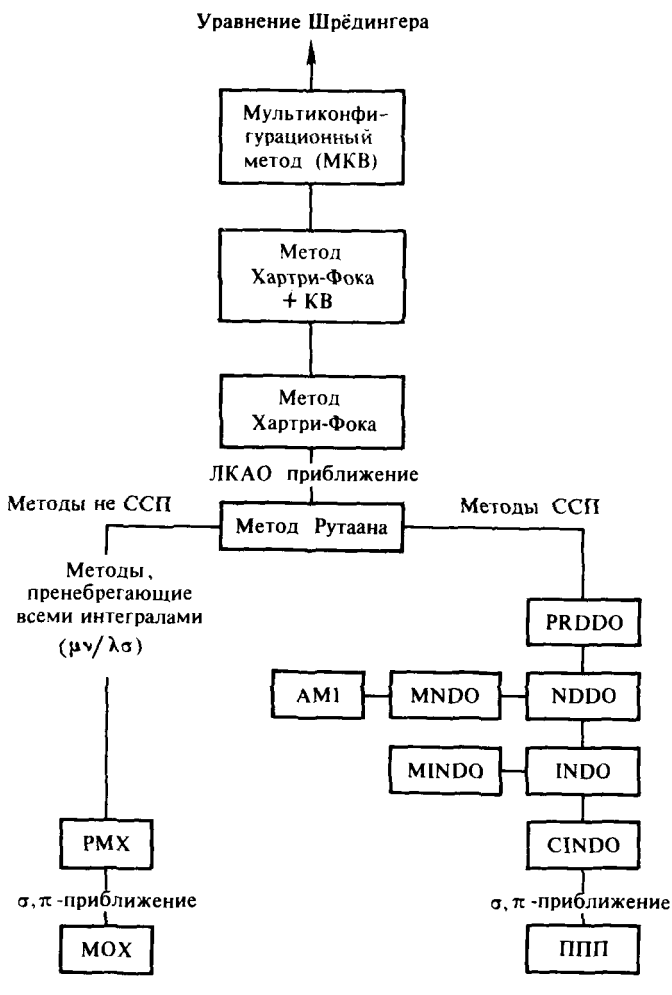 Уравнение Шрёдингера
Мультиконфи-
гурационный
метод (МКВ)
Метод
Хартри-Фока
+ КВ
Метод
Хартри-Фока
ЛКАО приближение
Методы не ССП
Метод Рутаана
Методы ССП
Методы,
пренебрегающие
всеми интегралами
(μν/λσ)
PRDDO
AM1
MNDO
NDDO
MINDO
INDO
РМХ
CINDO
σ,π-приближение
σ,π-приближение
МОХ
ППП